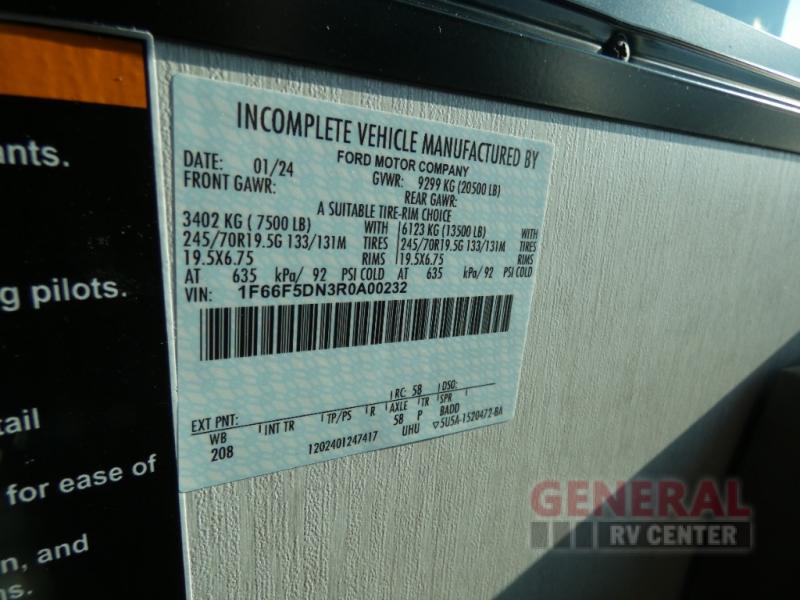 ants.
g pilots.
tail
for ease of
n, and
ns.
INCOMPLETE VEHICLE MANUFACTURED BY
FORD MOTOR COMPANY
DATE: 01/24 GVWR: 9299 KG (20500 LB)
FRONT GAWR: REAR GAWR:
A SUITABLE TIRE-RIM CHOICE
3402 KG ( 7500 LB) WITH 6123 KG (13500 LB) WITH
245/70R19.5G 133/131M TIRES 245/70R19.5G 133/131M TIRES
19.5X6.75 RIMS 19.5X6.75 RIMS
AT 635 kPa/ 92 PSI COLD AT 635 kPa/ 92 PSI COLD
VIN: 1F66F5DN3R0A00232
EXT PNT: RC: 58 DSO:
WB INT TR TP/PS R AXLE TR SPR
208 58 P BADD
1202401247417 UHU 5U5A-1520472-BA
GENERAL
RV CENTER